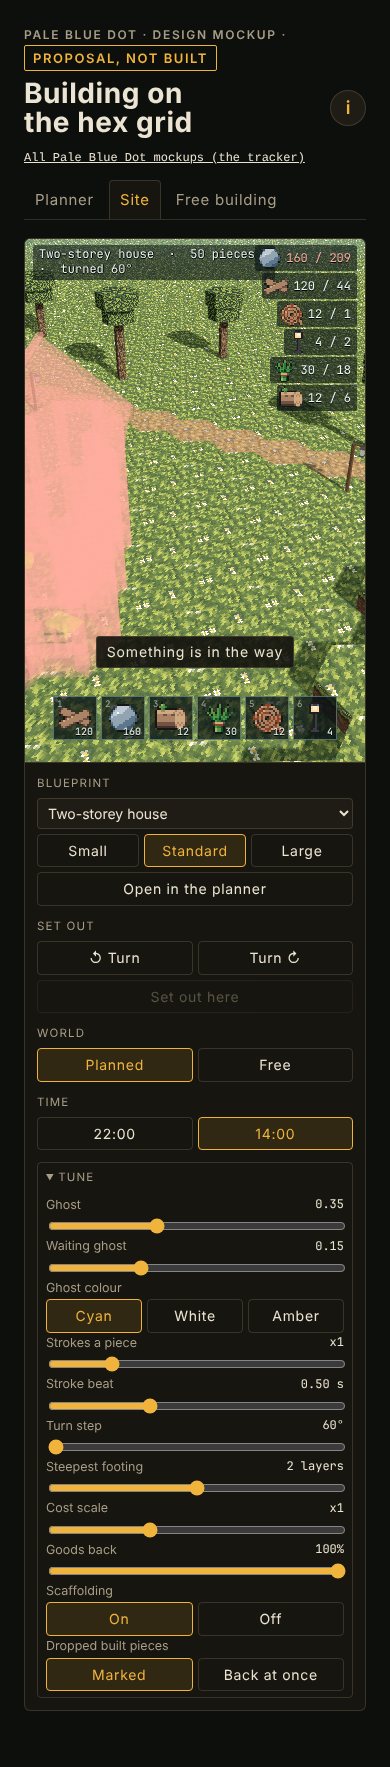 PALE BLUE DOT · DESIGN MOCKUP ·
PROPOSAL, NOT BUILT
Building on
the hex grid
i
All Pale Blue Dot mockups (the tracker)
Planner Site Free building
Two-storey house · 50 pieces
· turned 60°
160 / 209
120 / 44
12 / 1
4 / 2
30 / 18
12 / 6
Something is in the way
1 2 3 4 5 6
120 160 12 30 12 4
BLUEPRINT
Two-storey house
Small Standard Large
Open in the planner
SET OUT
↺ Turn Turn ↻
Set out here
WORLD
Planned Free
TIME
22:00 14:00
▼ TUNE
Ghost 0.35
Waiting ghost 0.15
Ghost colour
Cyan White Amber
Strokes a piece x1
Stroke beat 0.50 s
Turn step 60°
Steepest footing 2 layers
Cost scale x1
Goods back 100%
Scaffolding
On Off
Dropped built pieces
Marked Back at once